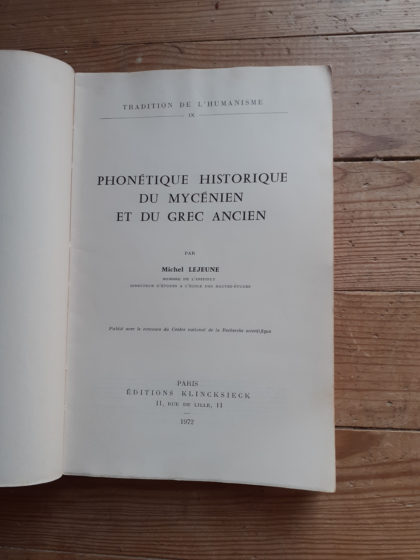 TRADITION DE L'HUMANISME
IX
PHONÉTIQUE HISTORIQUE
DU MYCÉNIEN
ET DU GREC ANCIEN
PAR
Michel LEJEUNE
MEMBRE DE L'INSTITUT
DIRECTEUR D'ÉTUDES A L'ÉCOLE DES HAUTES-ÉTUDES
Publié avec le concours du Centre national de la Recherche scientifique
PARIS
ÉDITIONS KLINCKSIECK
11, RUE DE LILLE, 11
1972